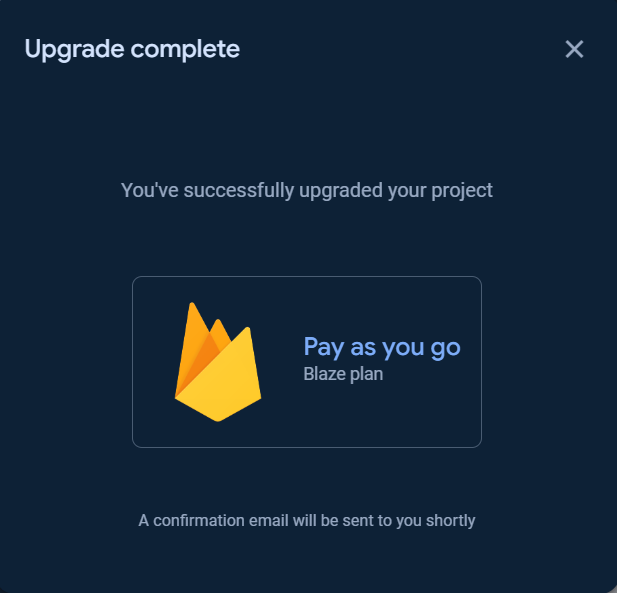 Upgrade complete
You've successfully upgraded your project
Pay as you go
Blaze plan
A confirmation email will be sent to you shortly